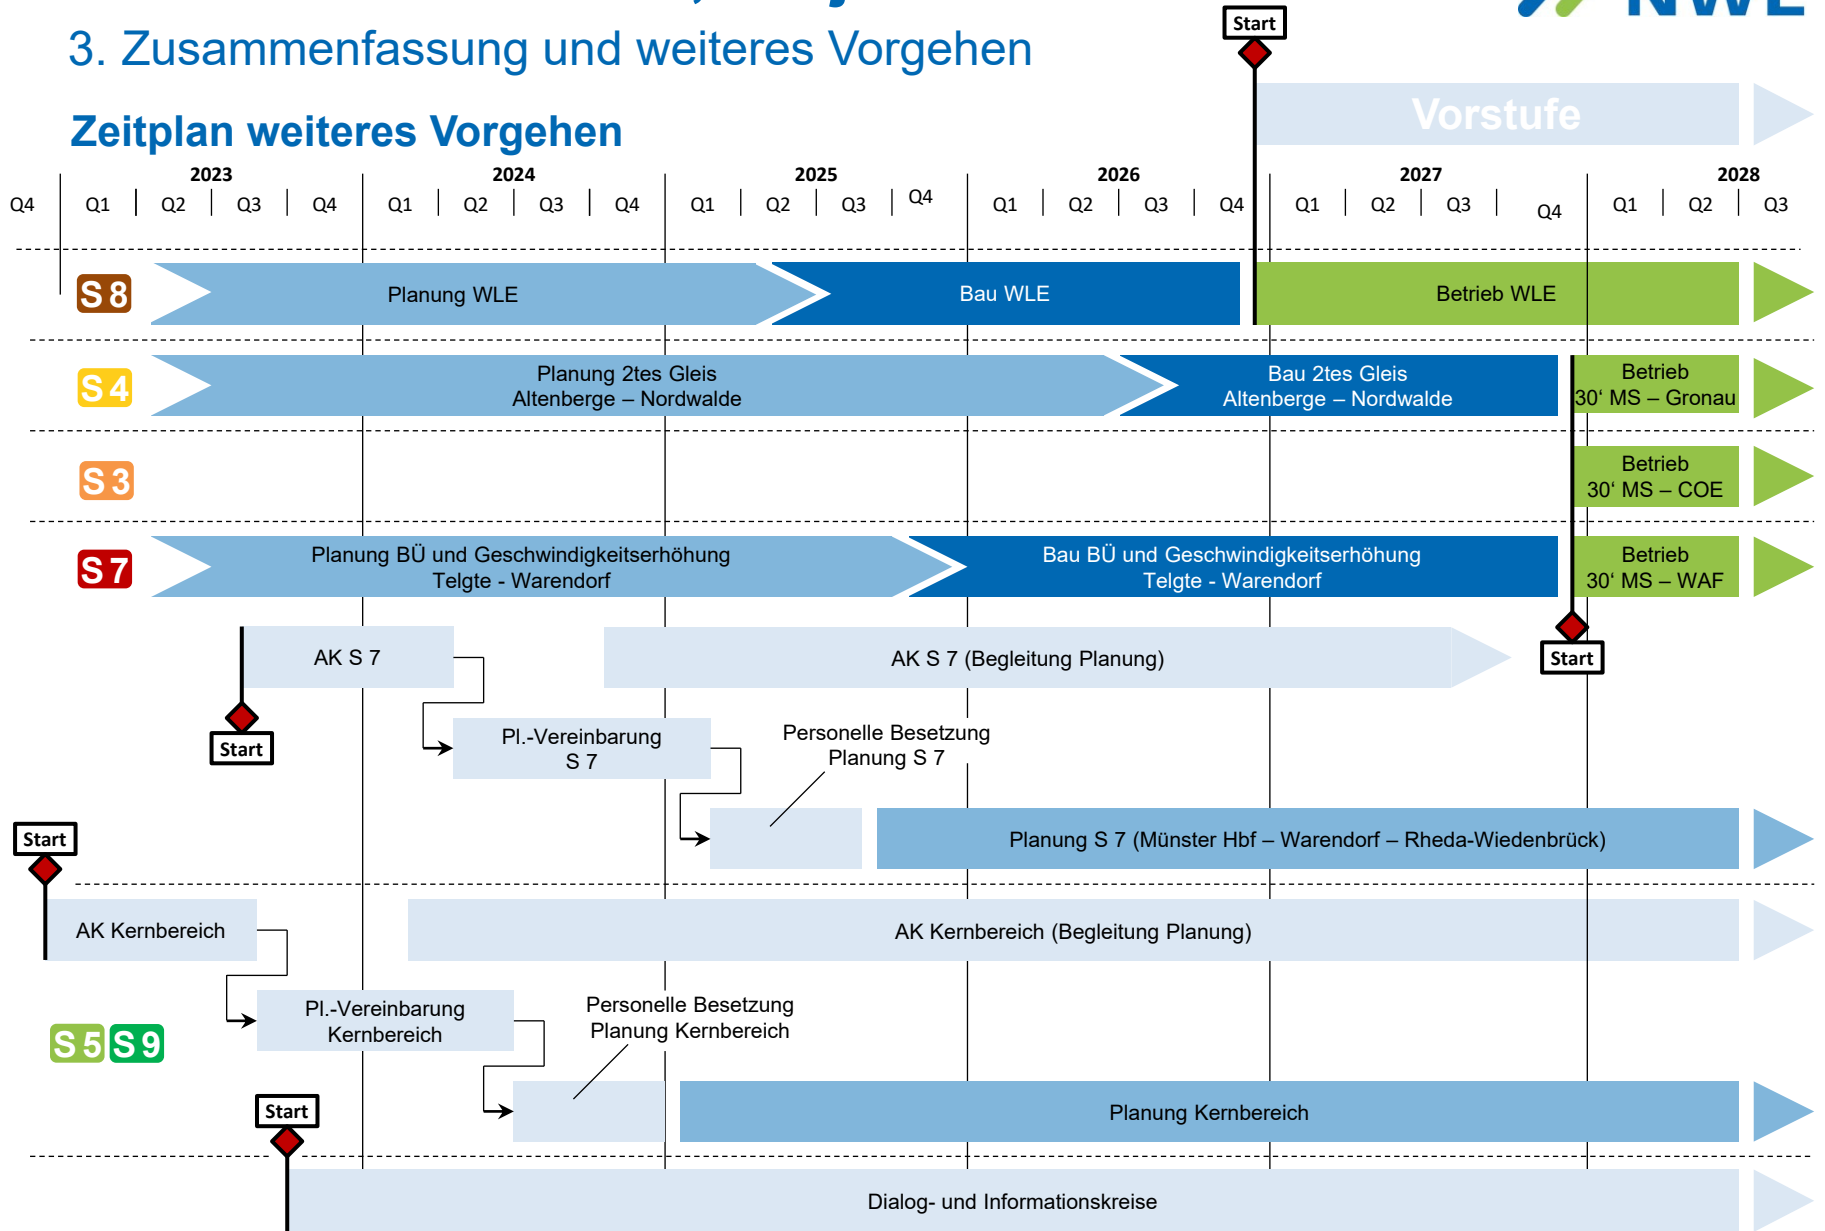 NWL
3. Zusammenfassung und weiteres Vorgehen
Start
Vorstufe
Zeitplan weiteres Vorgehen
2023 2024 2025 2026 2027 2028
Q4 Q1 Q2 Q3 Q4 Q1 Q2 Q3 Q4 Q1 Q2 Q3 Q4 Q1 Q2 Q3 Q4 Q1 Q2 Q3 Q4 Q1 Q2 Q3
S 8
Planung WLE
Bau WLE
Betrieb WLE
S 4
Planung 2tes Gleis
Altenberge – Nordwalde
Bau 2tes Gleis
Altenberge – Nordwalde
Betrieb
30‘ MS – Gronau
S 3
Betrieb
30‘ MS – COE
S 7
Planung BÜ und Geschwindigkeitserhöhung
Telgte - Warendorf
Bau BÜ und Geschwindigkeitserhöhung
Telgte - Warendorf
Betrieb
30‘ MS – WAF
AK S 7
AK S 7 (Begleitung Planung)
Start
Start
Pl.-Vereinbarung
S 7
Personelle Besetzung
Planung S 7
Start
Planung S 7 (Münster Hbf – Warendorf – Rheda-Wiedenbrück)
AK Kernbereich
AK Kernbereich (Begleitung Planung)
Pl.-Vereinbarung
Kernbereich
Personelle Besetzung
Planung Kernbereich
S 5 S 9
Start
Planung Kernbereich
Dialog- und Informationskreise